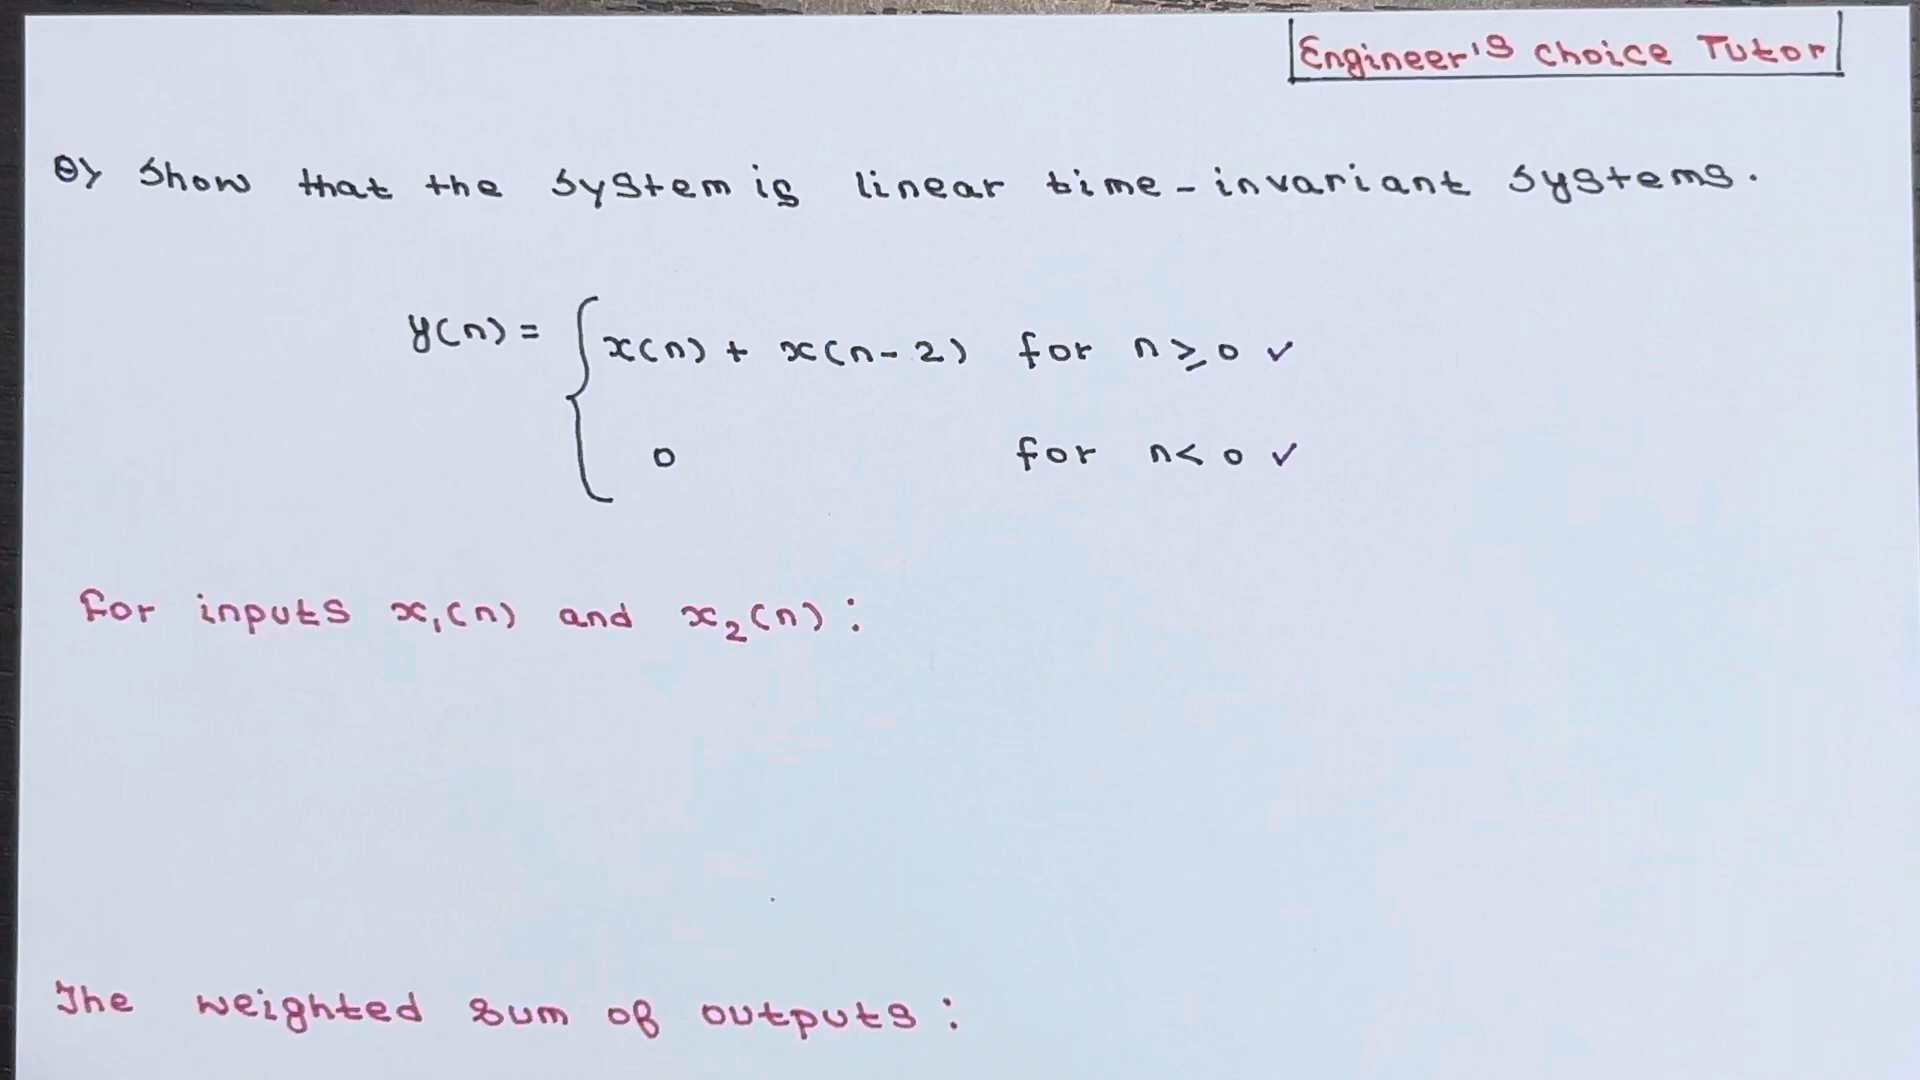 Engineer's Choice Tutor
Q) Show that the system is linear time-invariant systems.
y(n) = { x(n) + x(n-2) for n ≥ 0 ✓
0 for n < 0 ✓
For inputs x₁(n) and x₂(n) :
The weighted sum of outputs :